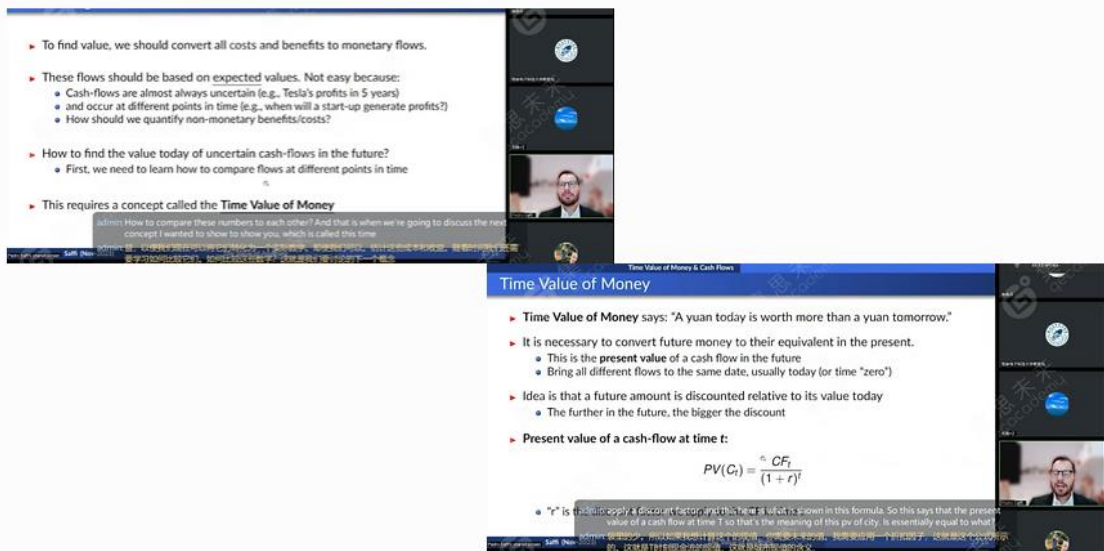 To find value, we should convert all costs and benefits to monetary flows.
These flows should be based on expected values. Not easy because:
Cash-flows are almost always uncertain (e.g., Tesla's profits in 5 years)
and occur at different points in time (e.g., when will a start-up generate profits?)
How should we quantify non-monetary benefits/costs?
How to find the value today of uncertain cash-flows in the future?
First, we need to learn how to compare flows at different points in time
This requires a concept called the Time Value of Money
admin: How to compare these numbers to each other? And that is when we're going to discuss the next
concept I wanted to show to show you, which is called this time
Saffi (Nov-2023)
Time Value of Money & Cash Flows
Time Value of Money
Time Value of Money says: "A yuan today is worth more than a yuan tomorrow."
It is necessary to convert future money to their equivalent in the present.
This is the present value of a cash flow in the future
Bring all different flows to the same date, usually today (or time "zero")
Idea is that a future amount is discounted relative to its value today
The further in the future, the bigger the discount
Present value of a cash-flow at time t:
PV(C_t) = CF_t / (1 + r)^t
"r" is th
admin: apply a discount factor, and this here is what is shown in this formula. So this says that the present
value of a cash flow at time T so that's the meaning of this pv of city. Is essentially equal to what?
Saffi (Nov-2023)